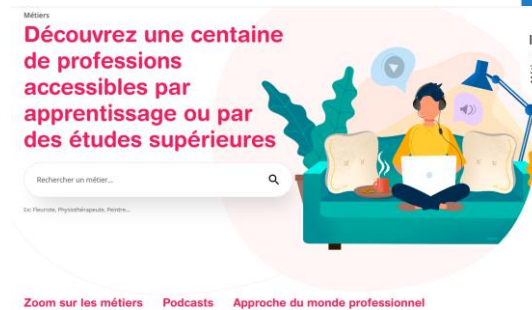 Métiers
Découvrez une centaine
de professions
accessibles par
apprentissage ou par
des études supérieures
Rechercher un métier...
Ex: Fleuriste, Physiothérapeute, Peintre...
Zoom sur les métiers Podcasts Approche du monde professionnel